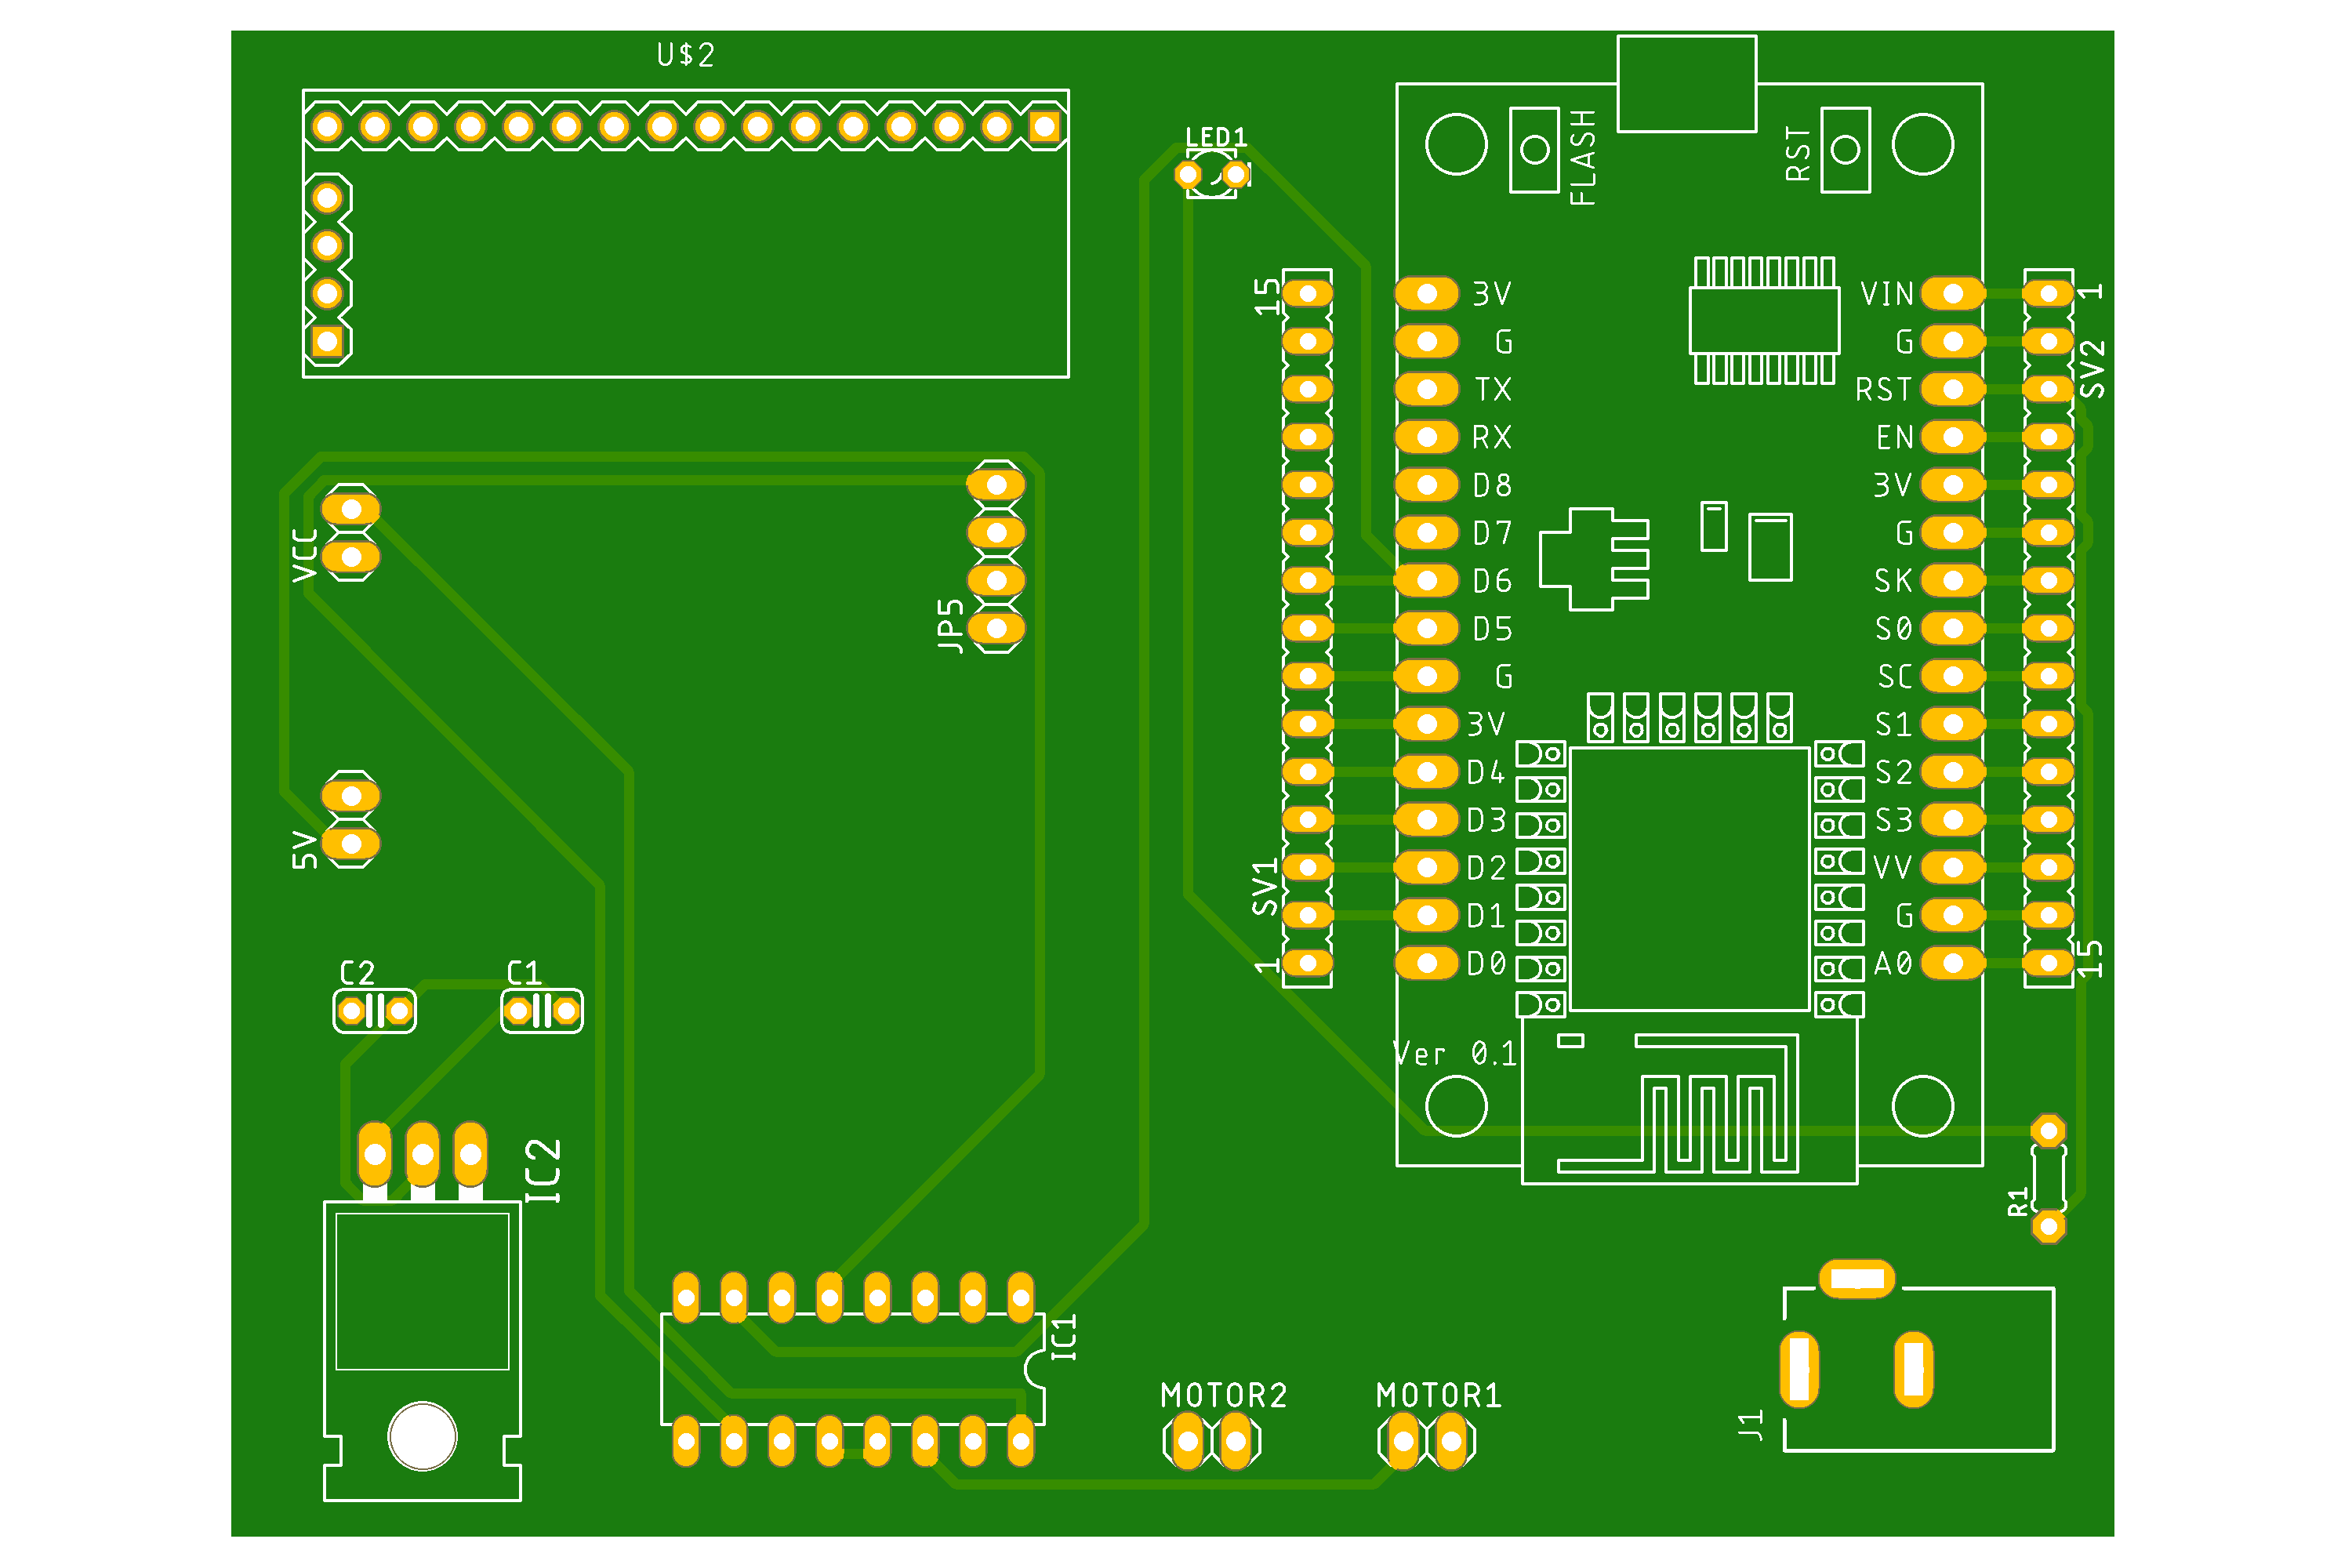 U$2
LED1
FLASH
RST
15
3V
G
TX
RX
D8
D7
D6
D5
G
3V
D4
D3
D2
D1
D0
SV1
1
VIN
G
RST
EN
3V
G
SK
S0
SC
S1
S2
S3
VV
G
A0
1
SV2
15
Ver 0.1
VCC
JP5
5V
C2
C1
IC2
IC1
R1
MOTOR2
MOTOR1
J1